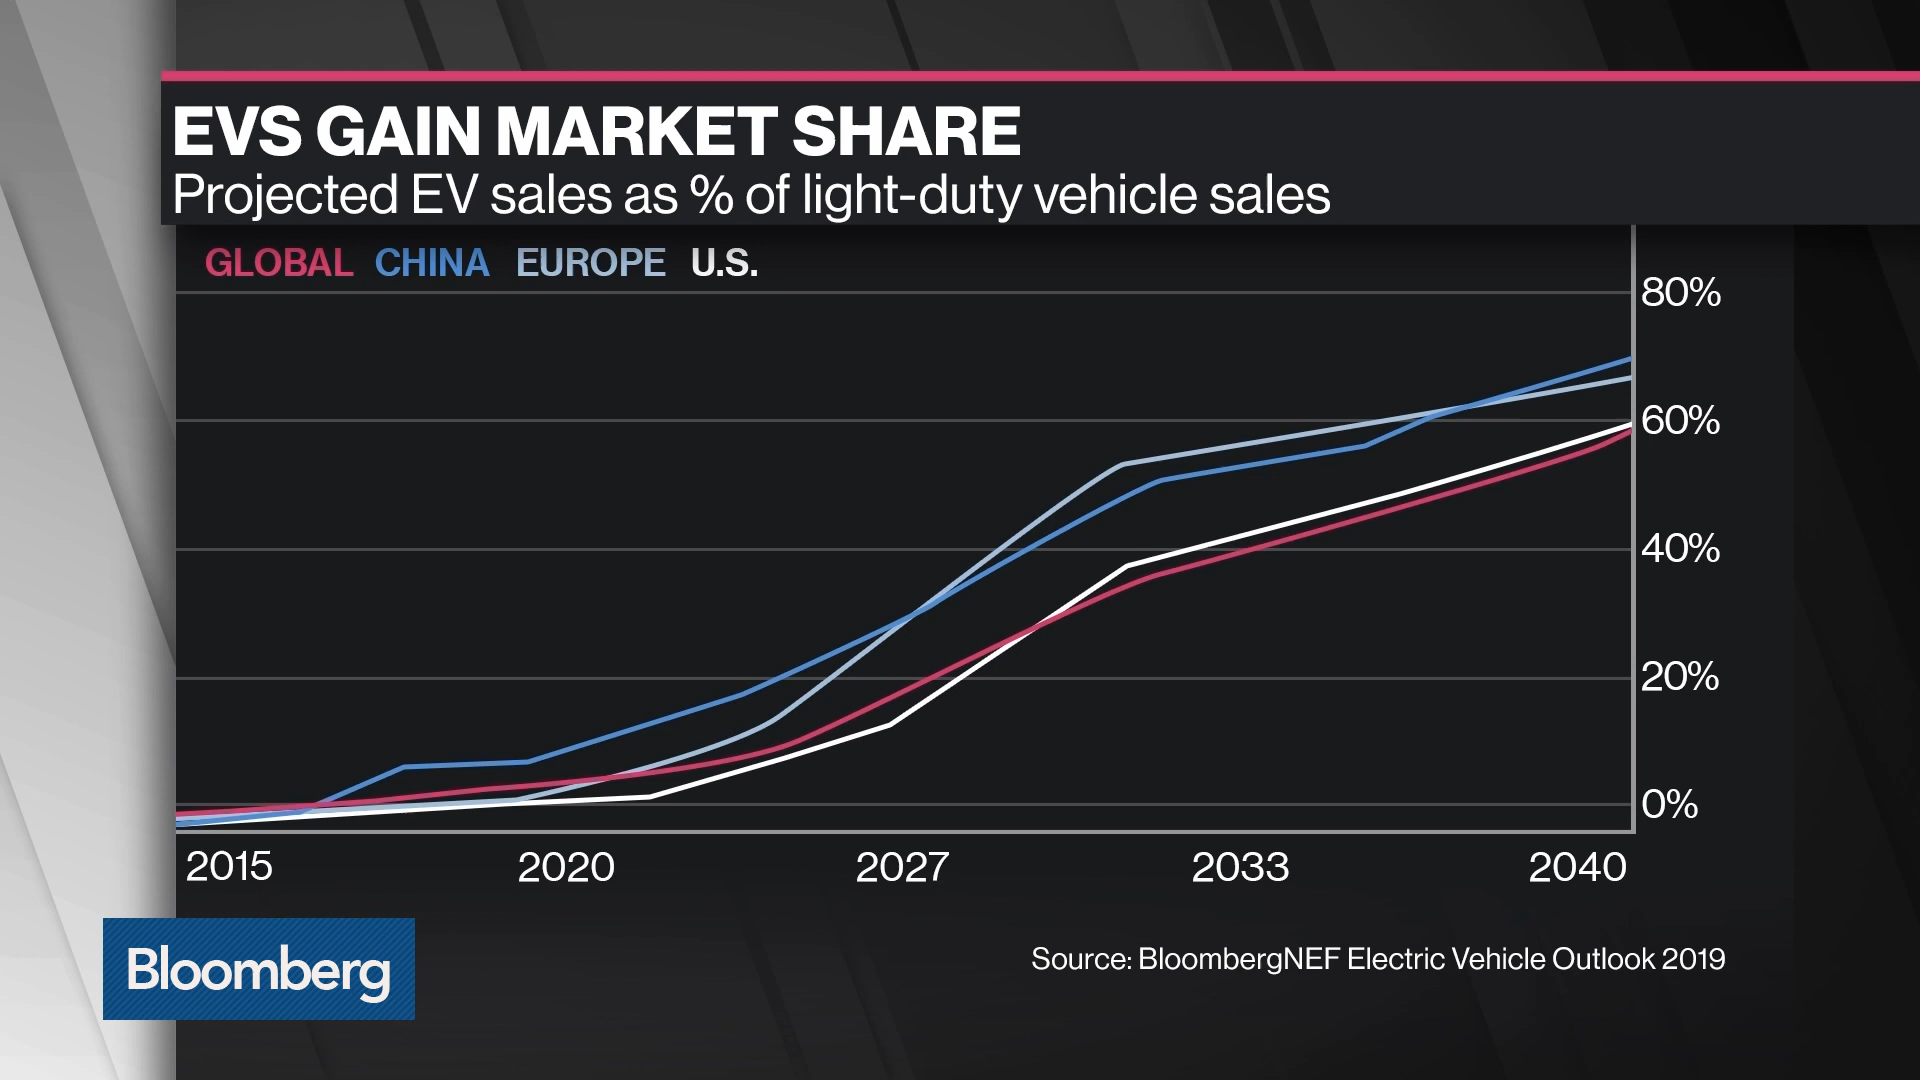 EVS GAIN MARKET SHARE
Projected EV sales as % of light-duty vehicle sales
GLOBAL CHINA EUROPE U.S.
80%
60%
40%
20%
0%
2015 2020 2027 2033 2040
Bloomberg
Source: BloombergNEF Electric Vehicle Outlook 2019